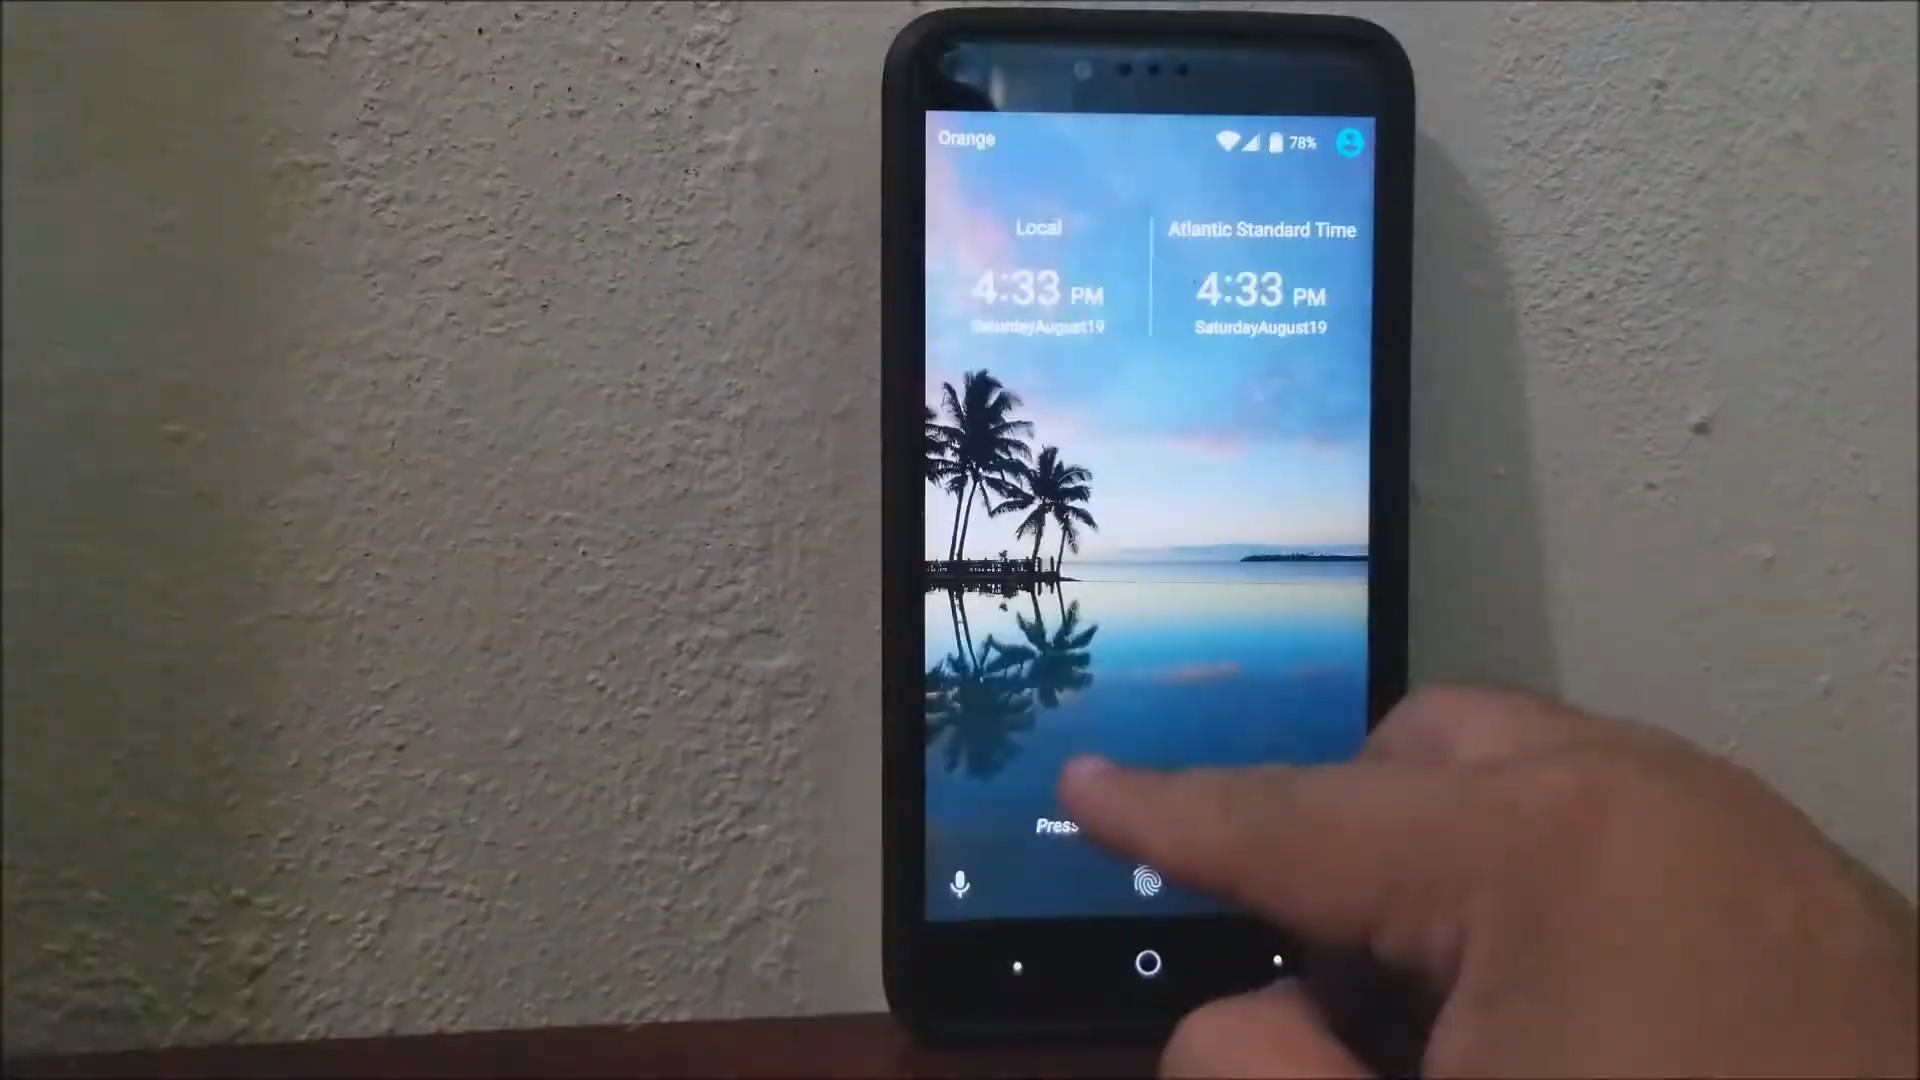 Orange
78%
Local
4:33 PM
SaturdayAugust19
Atlantic Standard Time
4:33 PM
SaturdayAugust19
Press